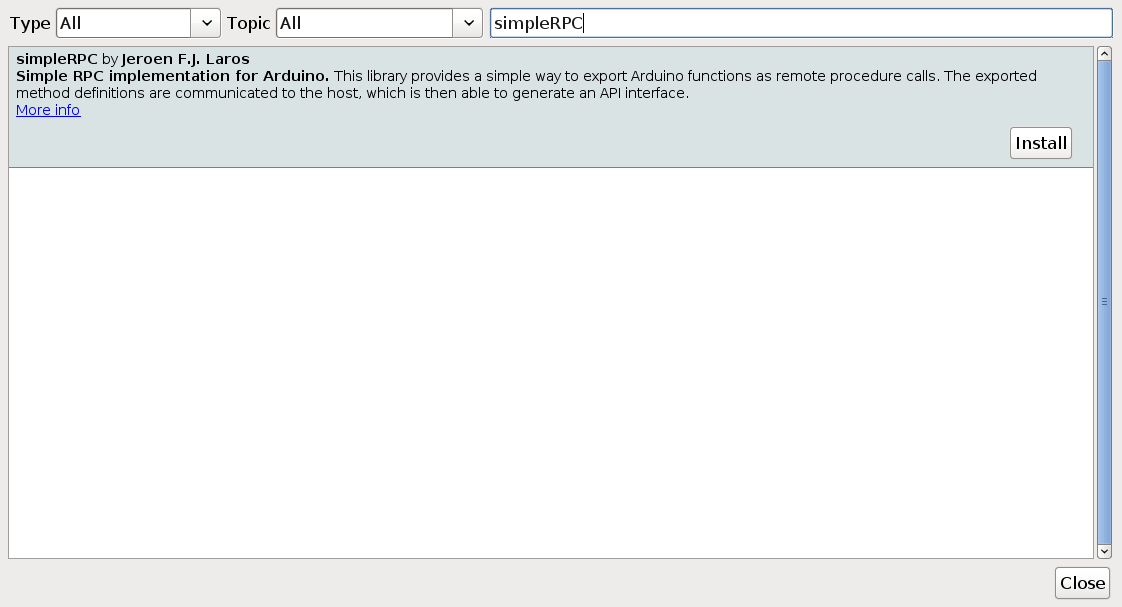 Type All Topic All simpleRPC
simpleRPC by Jeroen F.J. Laros
Simple RPC implementation for Arduino. This library provides a simple way to export Arduino functions as remote procedure calls. The exported
method definitions are communicated to the host, which is then able to generate an API interface.
More info
Install
Close